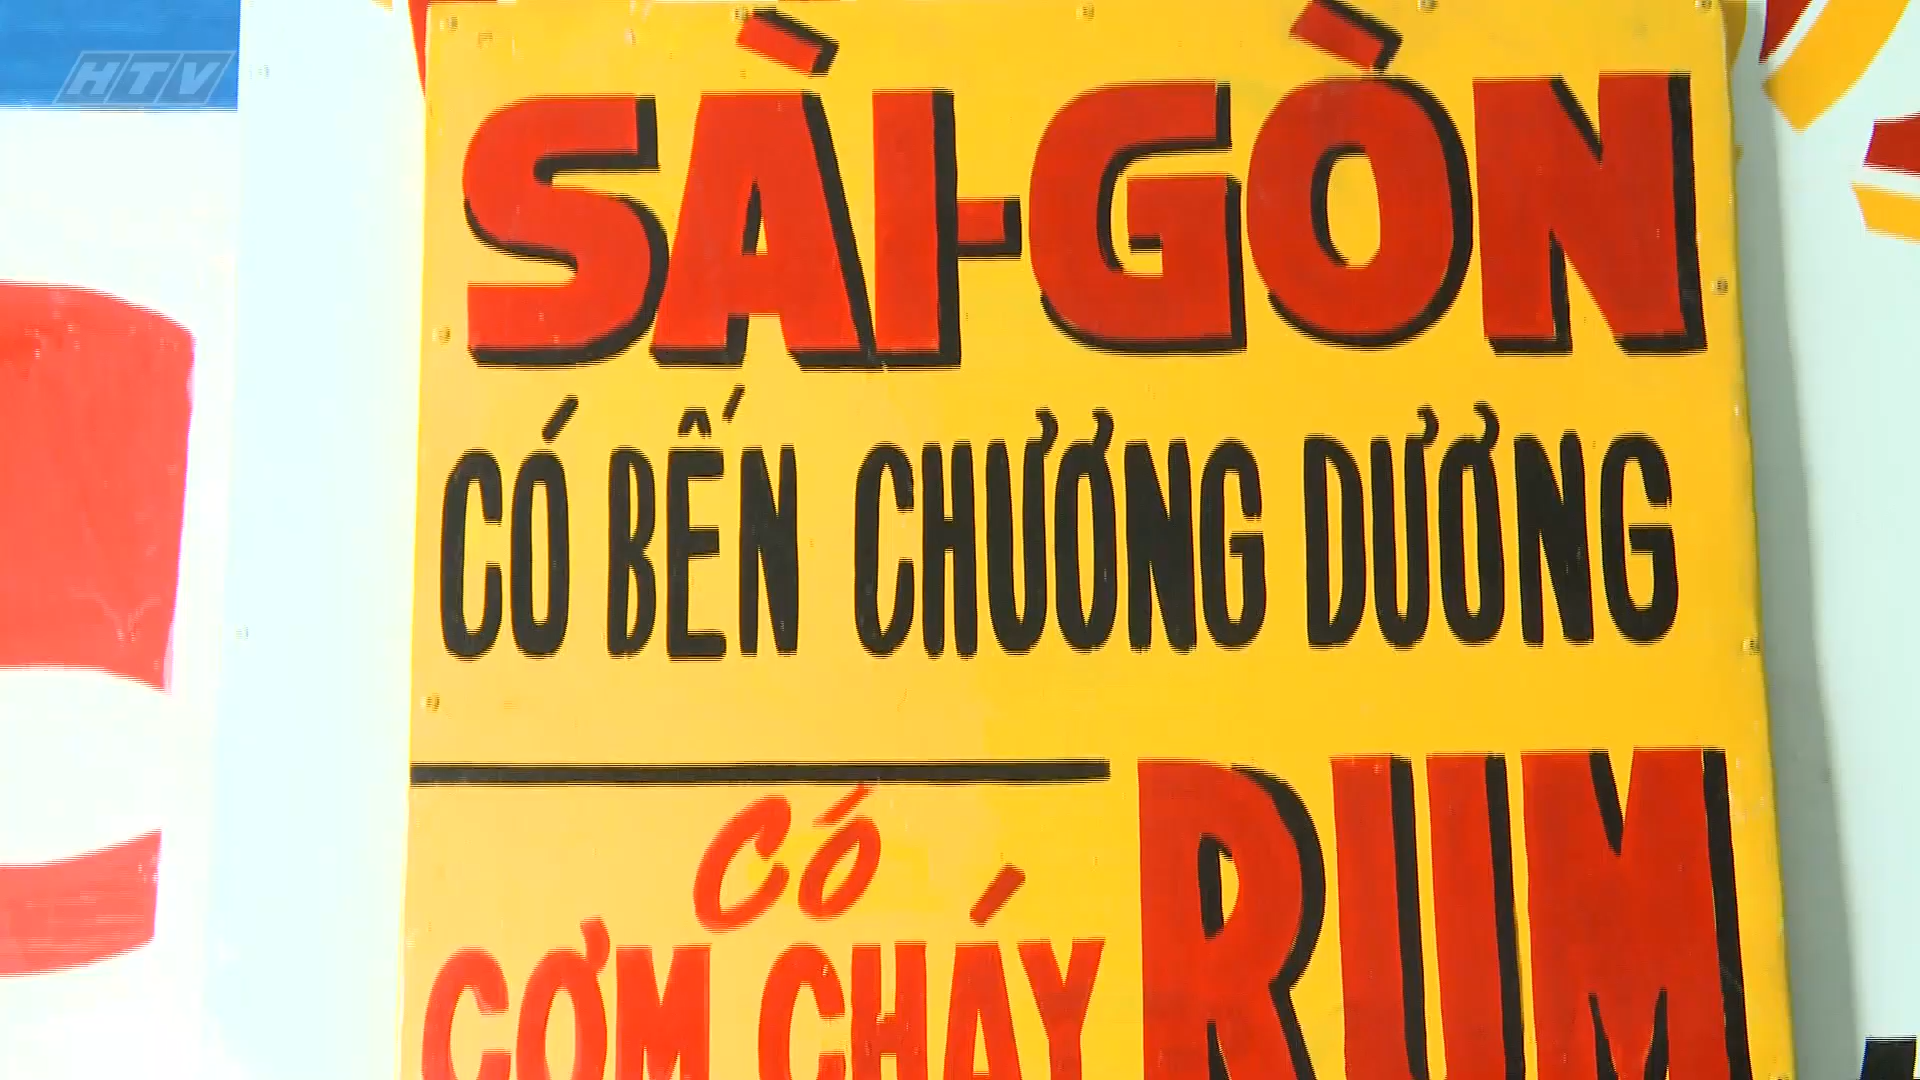 HTV
SÀI-GÒN
CÓ BẾN CHƯƠNG DƯƠNG
CÓ
CƠM CHÁY RUM